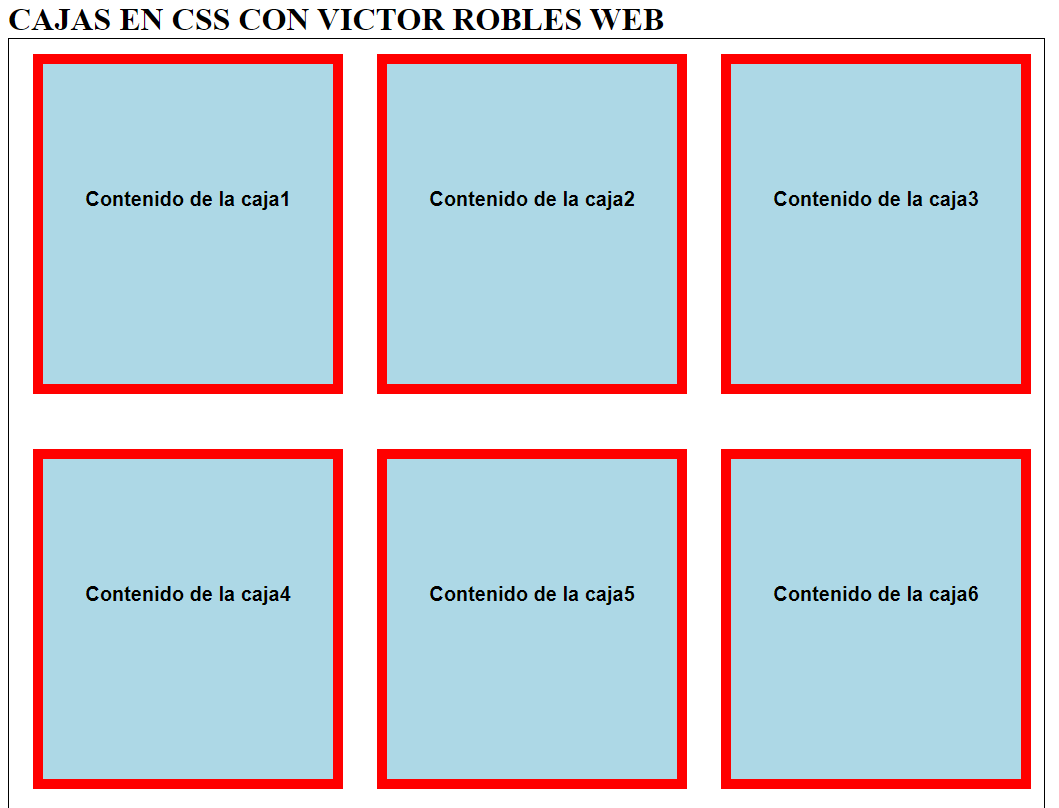 CAJAS EN CSS CON VICTOR ROBLES WEB
Contenido de la caja1
Contenido de la caja2
Contenido de la caja3
Contenido de la caja4
Contenido de la caja5
Contenido de la caja6